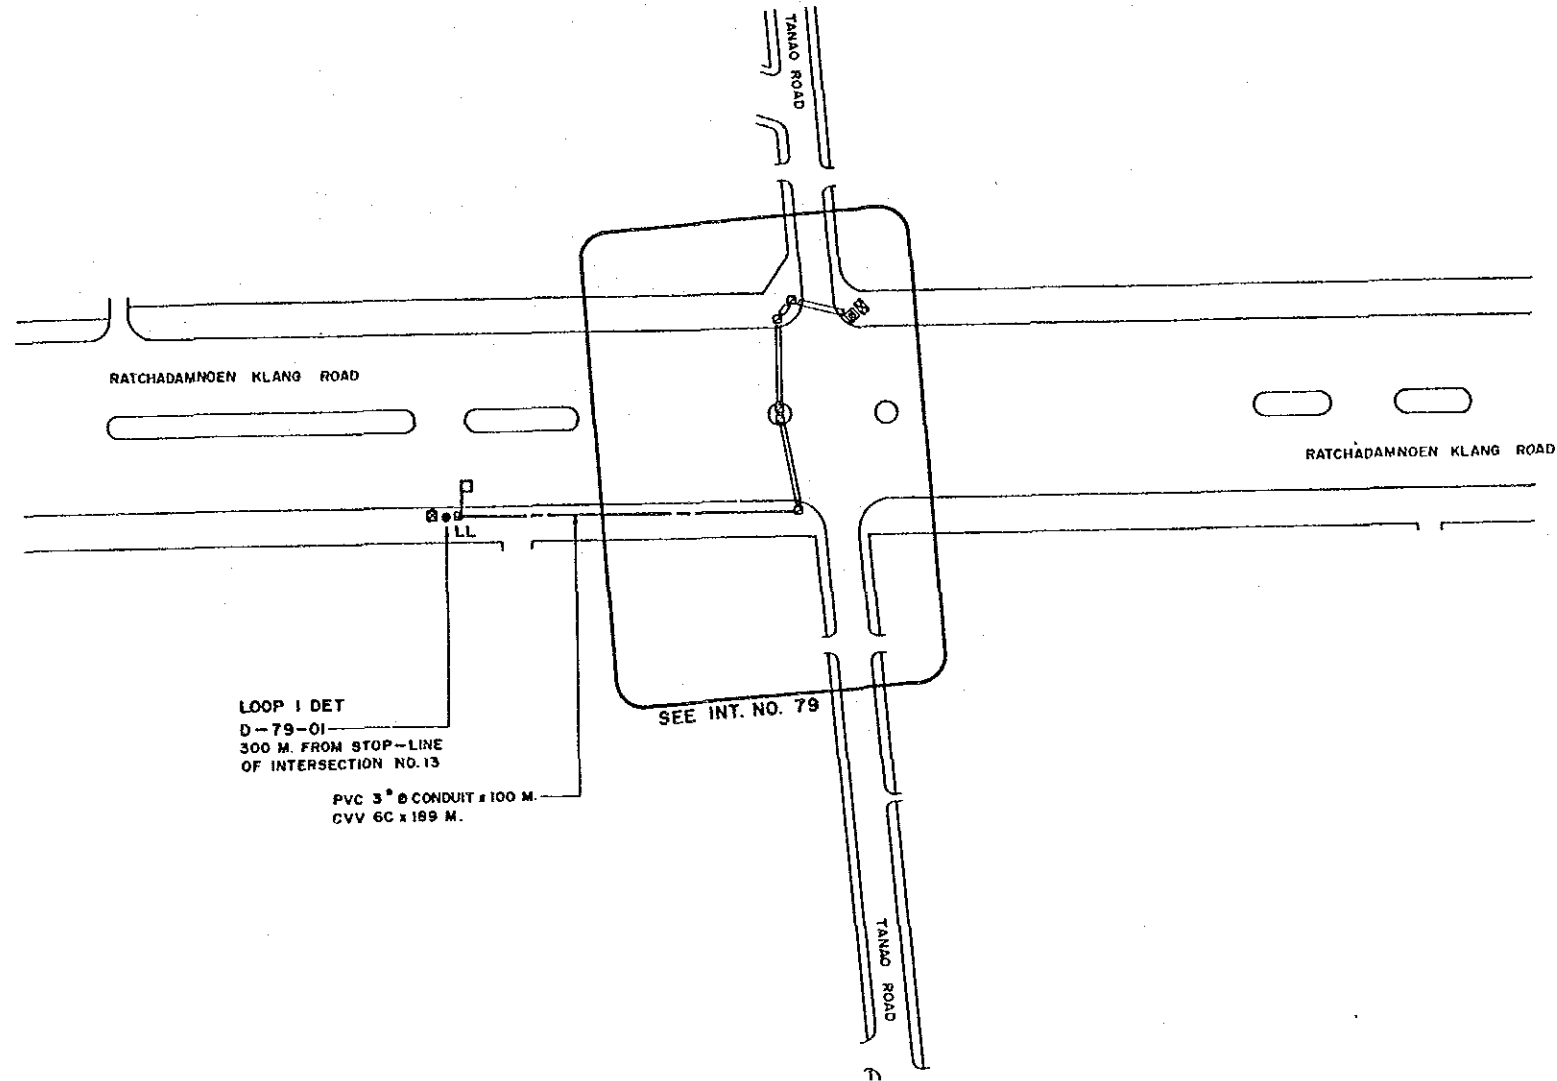 TANAO ROAD
RATCHADAMNOEN KLANG ROAD
RATCHADAMNOEN KLANG ROAD
LL
LOOP 1 DET
D-79-01
300 M. FROM STOP-LINE
OF INTERSECTION NO. 13
SEE INT. NO. 79
PVC 3" Ø CONDUIT x 100 M.
CVV 6C x 189 M.
TANAO ROAD